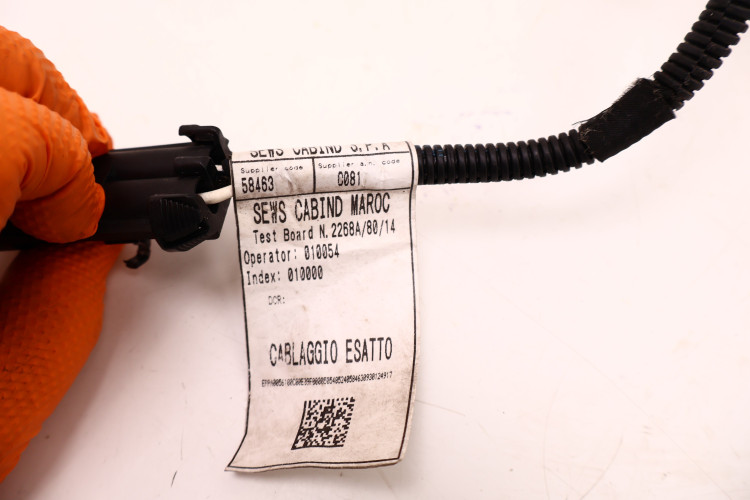 SEWS CABIND S.P.A
Supplier code Supplier s.n. code
58463 C081
SEWS CABIND MAROC
Test Board N.2268A/80/14
Operator: 010054
Index: 010000
DCR:
CABLAGGIO ESATTO